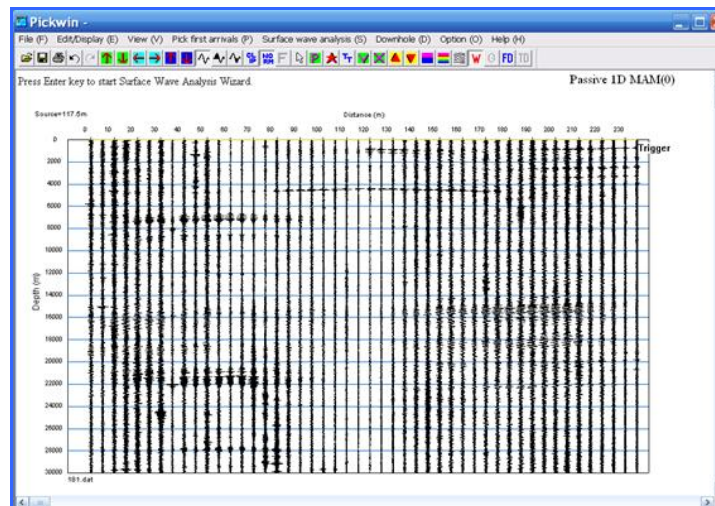 Pickwin -
File (F) Edit/Display (E) View (V) Pick first arrivals (P) Surface wave analysis (S) Downhole (D) Option (O) Help (H)
Press Enter key to start Surface Wave Analysis Wizard
Passive 1D MAM(0)
Source=117.5m
Distance (m)
0 10 20 30 40 50 60 70 80 90 100 110 120 130 140 150 160 170 180 190 200 210 220 230
Trigger
0
2000
4000
6000
8000
10000
12000
14000
16000
18000
20000
22000
24000
26000
28000
30000
Depth (m)
181.dat